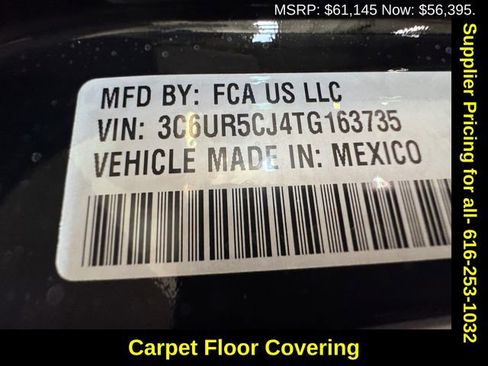 MSRP: $61,145 Now: $56,395.
MFD BY: FCA US LLC
VIN: 3C6UR5CJ4TG163735
VEHICLE MADE IN: MEXICO
Supplier Pricing for all- 616-253-1032
Carpet Floor Covering